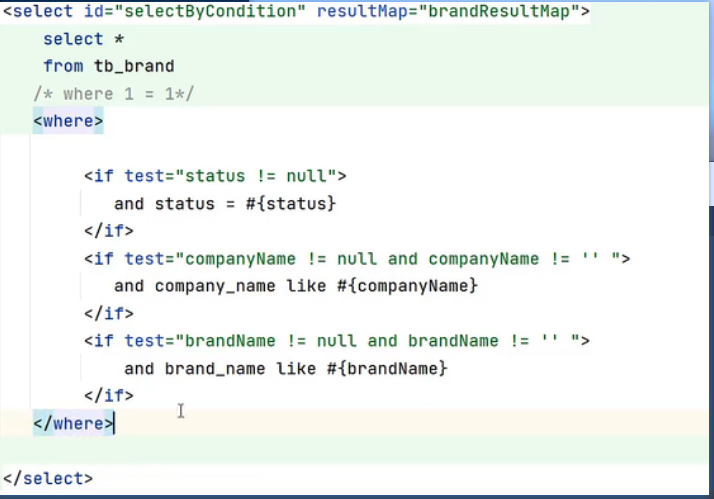 <select id="selectByCondition" resultMap="brandResultMap">
select *
from tb_brand
/* where 1 = 1*/
<where>
<if test="status != null">
and status = #{status}
</if>
<if test="companyName != null and companyName != '' ">
and company_name like #{companyName}
</if>
<if test="brandName != null and brandName != '' ">
and brand_name like #{brandName}
</if>
</where>
</select>